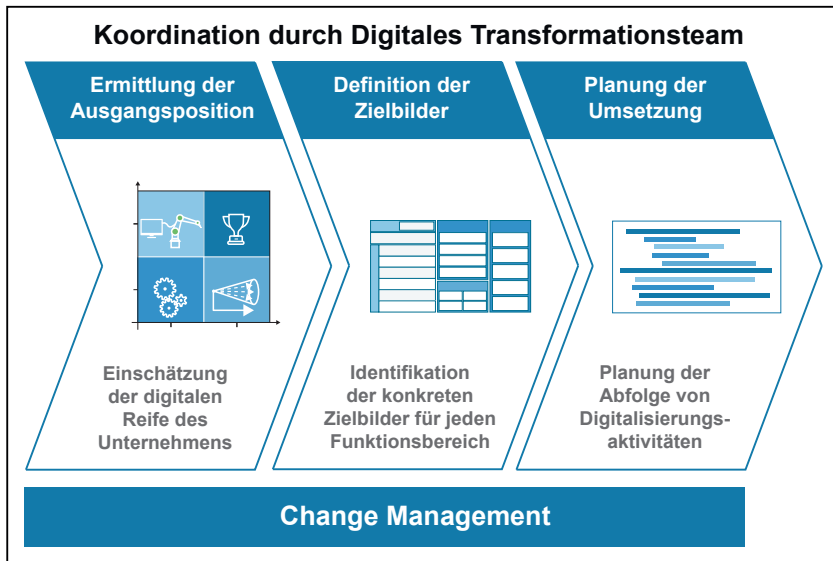 Koordination durch Digitales Transformationsteam
Ermittlung der
Ausgangsposition
Definition der
Zielbilder
Planung der
Umsetzung
Einschätzung
der digitalen
Reife des
Unternehmens
Identifikation
der konkreten
Zielbilder für jeden
Funktionsbereich
Planung der
Abfolge von
Digitalisierungs-
aktivitäten
Change Management